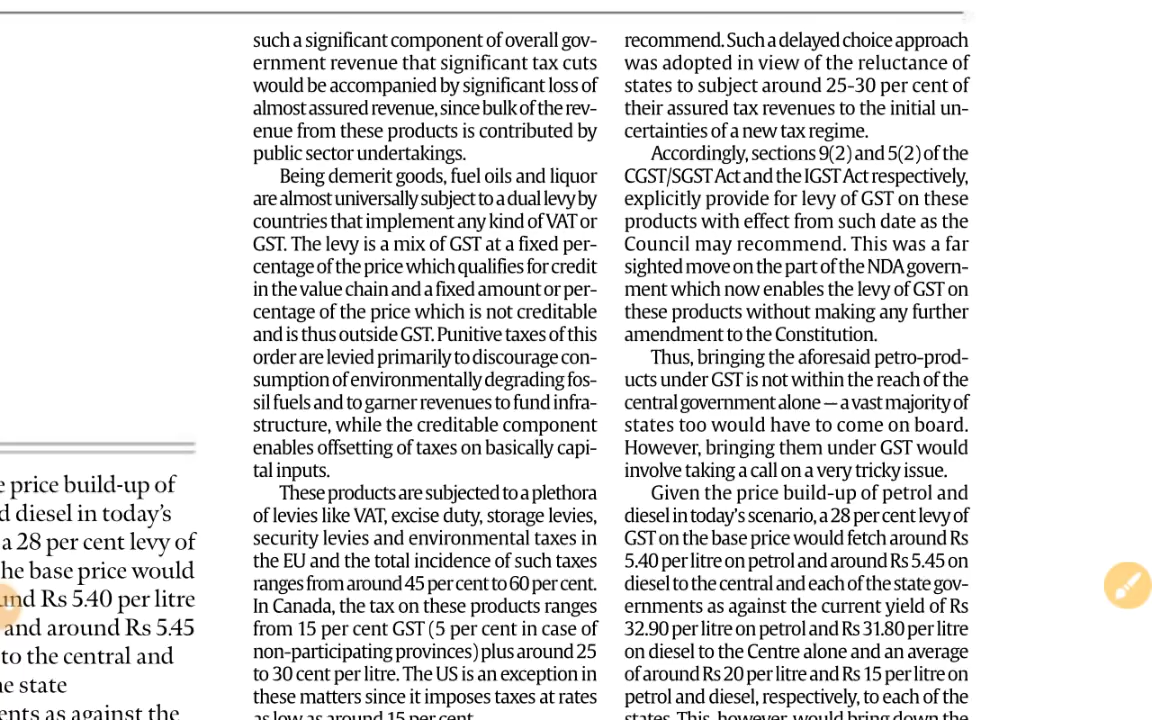 e price build-up of
d diesel in today's
a 28 per cent levy of
he base price would
und Rs 5.40 per litre
and around Rs 5.45
to the central and
e state
ents as against the
such a significant component of overall gov-
ernment revenue that significant tax cuts
would be accompanied by significant loss of
almost assured revenue, since bulk of the rev-
enue from these products is contributed by
public sector undertakings.
Being demerit goods, fuel oils and liquor
are almost universally subject to a dual levy by
countries that implement any kind of VAT or
GST. The levy is a mix of GST at a fixed per-
centage of the price which qualifies for credit
in the value chain and a fixed amount or per-
centage of the price which is not creditable
and is thus outside GST. Punitive taxes of this
order are levied primarily to discourage con-
sumption of environmentally degrading fos-
sil fuels and to garner revenues to fund infra-
structure, while the creditable component
enables offsetting of taxes on basically capi-
tal inputs.
These products are subjected to a plethora
of levies like VAT, excise duty, storage levies,
security levies and environmental taxes in
the EU and the total incidence of such taxes
ranges from around 45 per cent to 60 per cent.
In Canada, the tax on these products ranges
from 15 per cent GST (5 per cent in case of
non-participating provinces) plus around 25
to 30 cent per litre. The US is an exception in
these matters since it imposes taxes at rates
as low as around 15 per cent.
recommend. Such a delayed choice approach
was adopted in view of the reluctance of
states to subject around 25-30 per cent of
their assured tax revenues to the initial un-
certainties of a new tax regime.
Accordingly, sections 9(2) and 5(2) of the
CGST/SGST Act and the IGST Act respectively,
explicitly provide for levy of GST on these
products with effect from such date as the
Council may recommend. This was a far
sighted move on the part of the NDA govern-
ment which now enables the levy of GST on
these products without making any further
amendment to the Constitution.
Thus, bringing the aforesaid petro-prod-
ucts under GST is not within the reach of the
central government alone — a vast majority of
states too would have to come on board.
However, bringing them under GST would
involve taking a call on a very tricky issue.
Given the price build-up of petrol and
diesel in today's scenario, a 28 per cent levy of
GST on the base price would fetch around Rs
5.40 per litre on petrol and around Rs 5.45 on
diesel to the central and each of the state gov-
ernments as against the current yield of Rs
32.90 per litre on petrol and Rs 31.80 per litre
on diesel to the Centre alone and an average
of around Rs 20 per litre and Rs 15 per litre on
petrol and diesel, respectively, to each of the
states. This, however, would bring down the